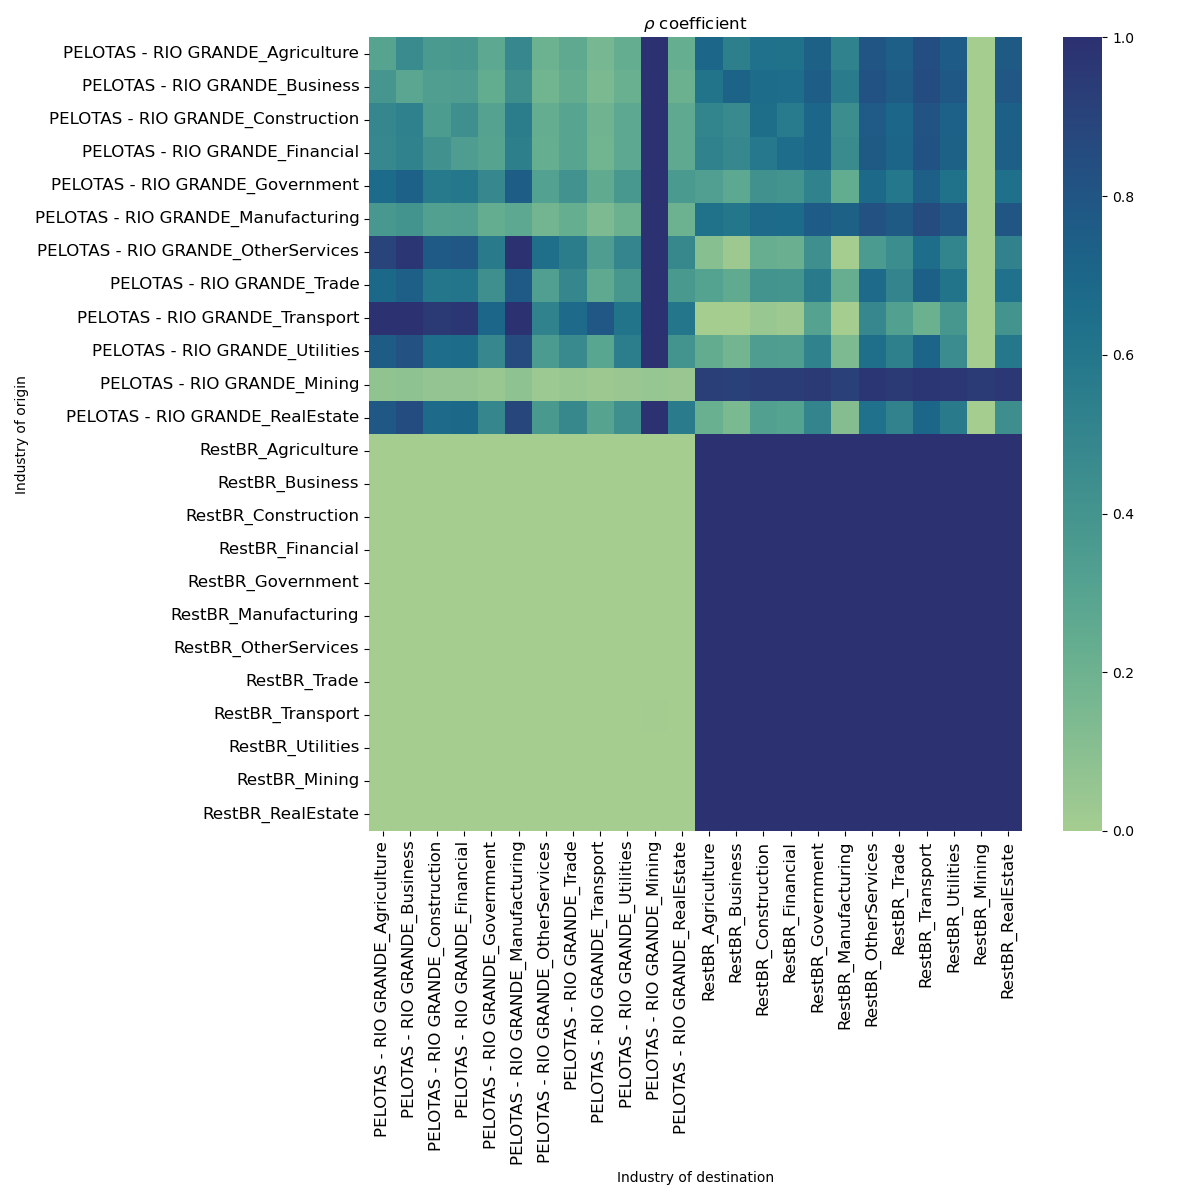 ρ coefficient
PELOTAS - RIO GRANDE_Agriculture
PELOTAS - RIO GRANDE_Business
PELOTAS - RIO GRANDE_Construction
PELOTAS - RIO GRANDE_Financial
PELOTAS - RIO GRANDE_Government
PELOTAS - RIO GRANDE_Manufacturing
PELOTAS - RIO GRANDE_OtherServices
PELOTAS - RIO GRANDE_Trade
PELOTAS - RIO GRANDE_Transport
PELOTAS - RIO GRANDE_Utilities
PELOTAS - RIO GRANDE_Mining
PELOTAS - RIO GRANDE_RealEstate
RestBR_Agriculture
RestBR_Business
RestBR_Construction
RestBR_Financial
RestBR_Government
RestBR_Manufacturing
RestBR_OtherServices
RestBR_Trade
RestBR_Transport
RestBR_Utilities
RestBR_Mining
RestBR_RealEstate
Industry of origin
PELOTAS - RIO GRANDE_Agriculture
PELOTAS - RIO GRANDE_Business
PELOTAS - RIO GRANDE_Construction
PELOTAS - RIO GRANDE_Financial
PELOTAS - RIO GRANDE_Government
PELOTAS - RIO GRANDE_Manufacturing
PELOTAS - RIO GRANDE_OtherServices
PELOTAS - RIO GRANDE_Trade
PELOTAS - RIO GRANDE_Transport
PELOTAS - RIO GRANDE_Utilities
PELOTAS - RIO GRANDE_Mining
PELOTAS - RIO GRANDE_RealEstate
RestBR_Agriculture
RestBR_Business
RestBR_Construction
RestBR_Financial
RestBR_Government
RestBR_Manufacturing
RestBR_OtherServices
RestBR_Trade
RestBR_Transport
RestBR_Utilities
RestBR_Mining
RestBR_RealEstate
Industry of destination
1.0
0.8
0.6
0.4
0.2
0.0